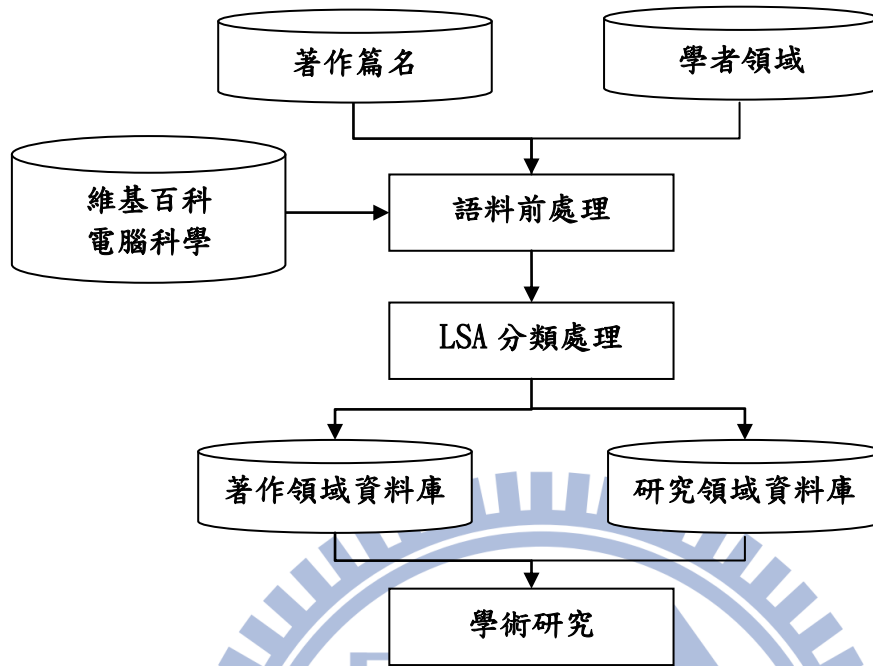 著作篇名
學者領域
維基百科
電腦科學
語料前處理
LSA 分類處理
著作領域資料庫
研究領域資料庫
學術研究